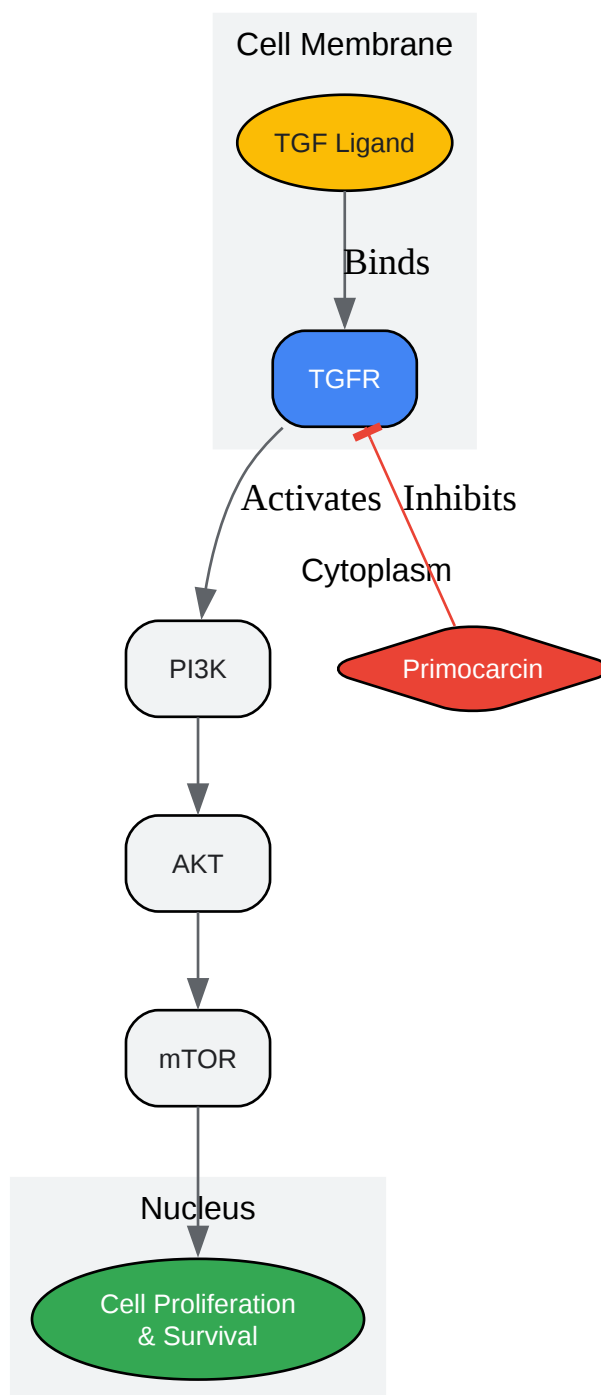 Cell Membrane
TGF Ligand
Binds
TGFR
Activates
Inhibits
Cytoplasm
PI3K
Primocarcin
AKT
mTOR
Nucleus
Cell Proliferation
& Survival